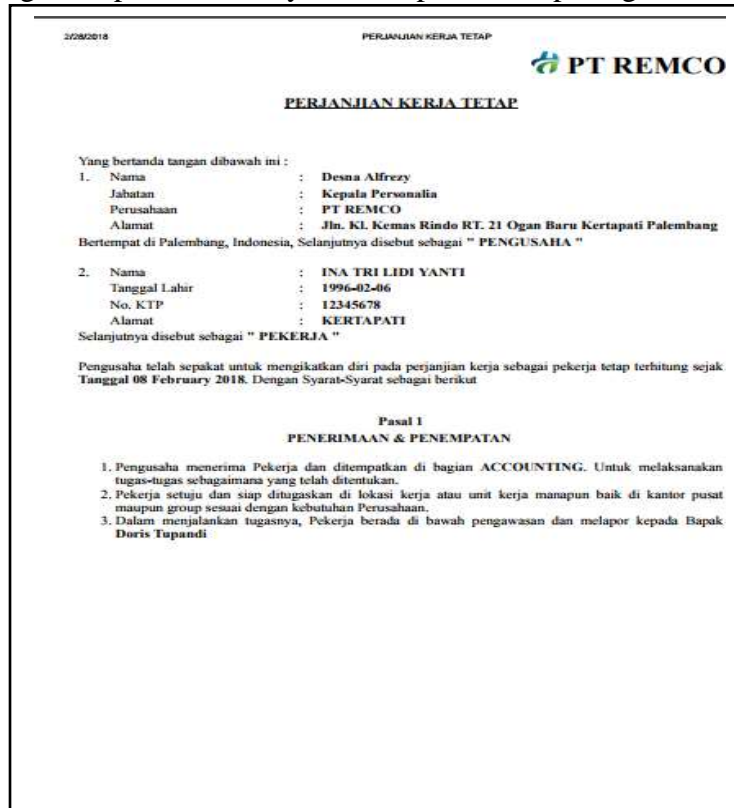 2/28/2018 PERJANJIAN KERJA TETAP
PT REMCO
PERJANJIAN KERJA TETAP
Yang bertanda tangan dibawah ini :
1. Nama : Desna Alfrezy
Jabatan : Kepala Personalia
Perusahaan : PT REMCO
Alamat : Jln. Kl. Kemas Rindo RT. 21 Ogan Baru Kertapati Palembang
Bertempat di Palembang, Indonesia, Selanjutnya disebut sebagai " PENGUSAHA "
2. Nama : INA TRI LIDI YANTI
Tanggal Lahir : 1996-02-06
No. KTP : 12345678
Alamat : KERTAPATI
Selanjutnya disebut sebagai " PEKERJA "
Pengusaha telah sepakat untuk mengikatkan diri pada perjanjian kerja sebagai pekerja tetap terhitung sejak
Tanggal 08 February 2018. Dengan Syarat-Syarat sebagai berikut
Pasal 1
PENERIMAAN & PENEMPATAN
1. Pengusaha menerima Pekerja dan ditempatkan di bagian ACCOUNTING. Untuk melaksanakan
tugas-tugas sebagaimana yang telah ditentukan.
2. Pekerja setuju dan siap ditugaskan di lokasi kerja atau unit kerja manapun baik di kantor pusat
maupun group sesuai dengan kebutuhan Perusahaan.
3. Dalam menjalankan tugasnya, Pekerja berada di bawah pengawasan dan melapor kepada Bapak
Doris Tupandi